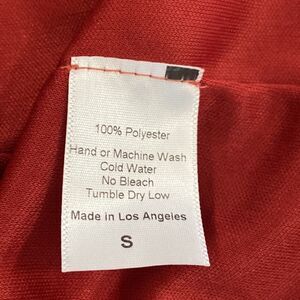 100% Polyester
Hand or Machine Wash
Cold Water
No Bleach
Tumble Dry Low
Made in Los Angeles
S